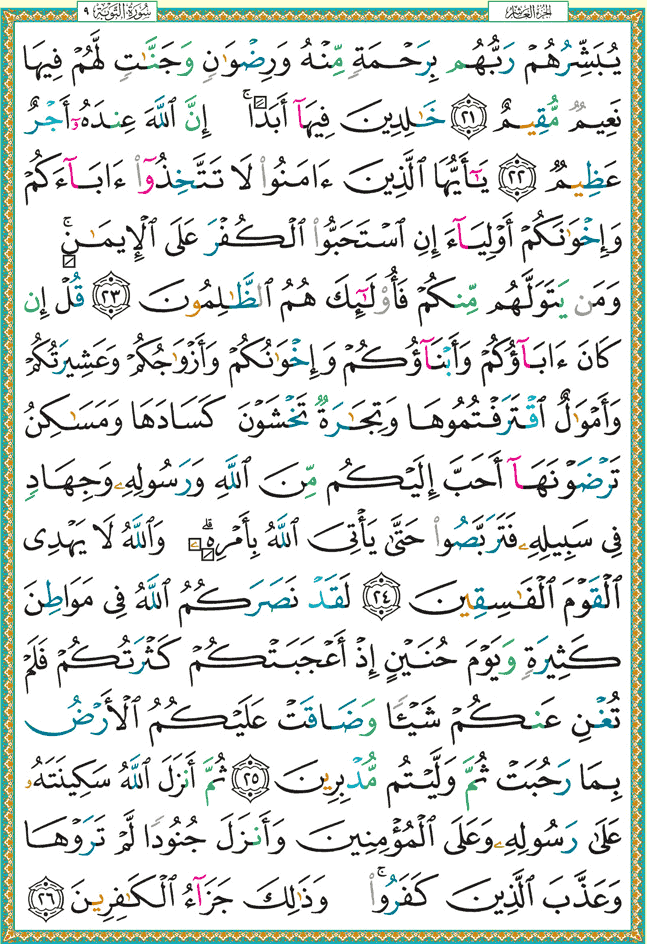 الجزء العاشر
سورة التوبة ٩
يُبَشِّرُهُمْ رَبُّهُم بِرَحْمَةٍ مِّنْهُ وَرِضْوَٰنٍ وَجَنَّٰتٍ لَّهُمْ فِيهَا
نَعِيمٌ مُّقِيمٌ ٢١ خَٰلِدِينَ فِيهَآ أَبَدًاۚ إِنَّ ٱللَّهَ عِندَهُۥٓ أَجْرٌ
عَظِيمٌ ٢٢ يَٰٓأَيُّهَا ٱلَّذِينَ ءَامَنُوا۟ لَا تَتَّخِذُوٓا۟ ءَابَآءَكُمْ
وَإِخْوَٰنَكُمْ أَوْلِيَآءَ إِنِ ٱسْتَحَبُّوا۟ ٱلْكُفْرَ عَلَى ٱلْإِيمَٰنِۚ
وَمَن يَتَوَلَّهُم مِّنكُمْ فَأُو۟لَٰٓئِكَ هُمُ ٱلظَّٰلِمُونَ ٢٣ قُلْ إِن
كَانَ ءَابَآؤُكُمْ وَأَبْنَآؤُكُمْ وَإِخْوَٰنُكُمْ وَأَزْوَٰجُكُمْ وَعَشِيرَتُكُمْ
وَأَمْوَٰلٌ ٱقْتَرَفْتُمُوهَا وَتِجَٰرَةٌ تَخْشَوْنَ كَسَادَهَا وَمَسَٰكِنُ
تَرْضَوْنَهَآ أَحَبَّ إِلَيْكُم مِّنَ ٱللَّهِ وَرَسُولِهِۦ وَجِهَادٍ
فِى سَبِيلِهِۦ فَتَرَبَّصُوا۟ حَتَّىٰ يَأْتِىَ ٱللَّهُ بِأَمْرِهِۦۗ وَٱللَّهُ لَا يَهْدِى
ٱلْقَوْمَ ٱلْفَٰسِقِينَ ٢٤ لَقَدْ نَصَرَكُمُ ٱللَّهُ فِى مَوَاطِنَ
كَثِيرَةٍ وَيَوْمَ حُنَيْنٍ إِذْ أَعْجَبَتْكُمْ كَثْرَتُكُمْ فَلَمْ
تُغْنِ عَنكُمْ شَيْـًٔا وَضَاقَتْ عَلَيْكُمُ ٱلْأَرْضُ
بِمَا رَحُبَتْ ثُمَّ وَلَّيْتُم مُّدْبِرِينَ ٢٥ ثُمَّ أَنزَلَ ٱللَّهُ سَكِينَتَهُۥ
عَلَىٰ رَسُولِهِۦ وَعَلَى ٱلْمُؤْمِنِينَ وَأَنزَلَ جُنُودًا لَّمْ تَرَوْهَا
وَعَذَّبَ ٱلَّذِينَ كَفَرُوا۟ۚ وَذَٰلِكَ جَزَآءُ ٱلْكَٰفِرِينَ ٢٦